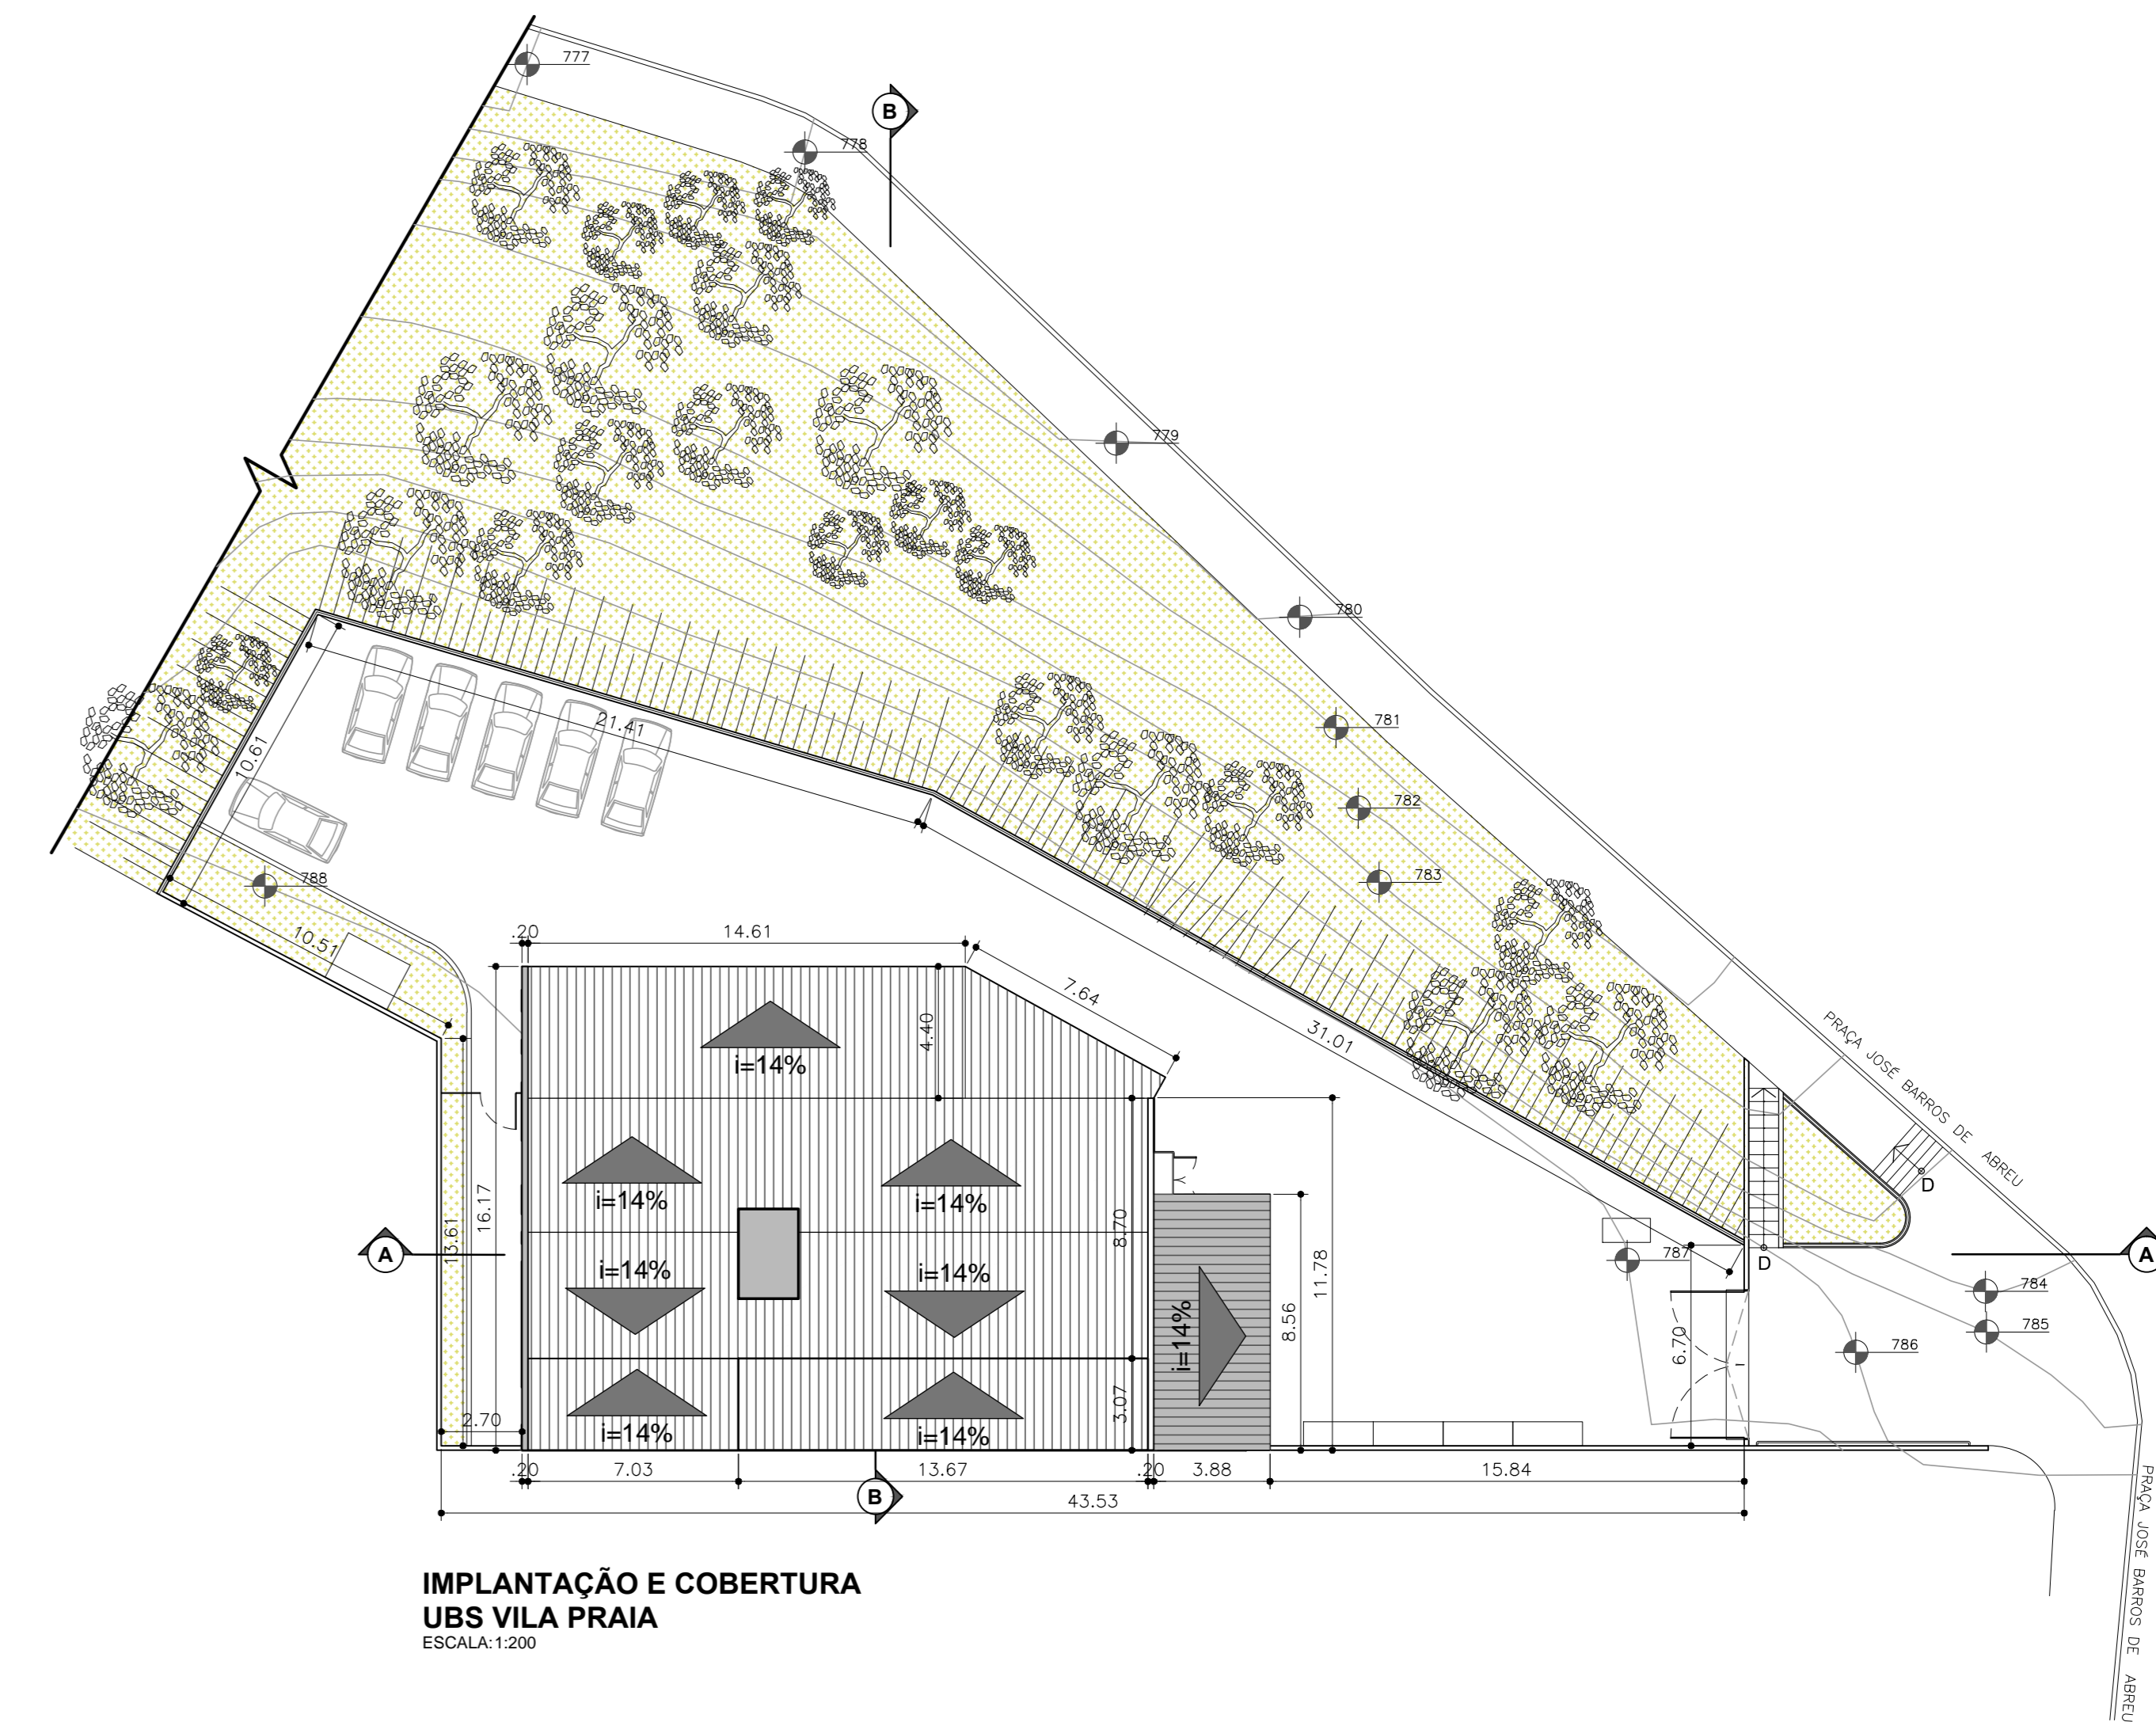 777
B
778
779
780
781
782
783
21.41
10.61
788
10.51
.20
14.61
7.64
4.40
31.01
i=14%
PRAÇA JOSÉ BARROS DE ABREU
D
i=14%
i=14%
16.17
13.61
8.70
A
A
787
D
i=14%
i=14%
11.78
8.56
784
785
786
i=14%
6.70
3.07
2.70
i=14%
i=14%
.20
7.03
13.67
.20
3.88
15.84
B
43.53
PRAÇA JOSÉ BARROS DE ABREU
IMPLANTAÇÃO E COBERTURA
UBS VILA PRAIA
ESCALA:1:200